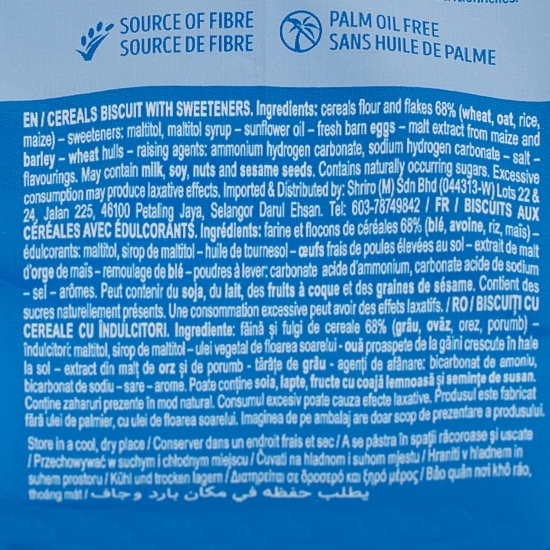 SOURCE OF FIBRE
SOURCE DE FIBRE
PALM OIL FREE
SANS HUILE DE PALME
EN / CEREALS BISCUIT WITH SWEETENERS. Ingredients: cereals flour and flakes 68% (wheat, oat, rice,
maize) – sweeteners: maltitol, maltitol syrup – sunflower oil – fresh barn eggs – malt extract from maize and
barley – wheat hulls – raising agents: ammonium hydrogen carbonate, sodium hydrogen carbonate – salt –
flavourings. May contain milk, soy, nuts and sesame seeds. Contains naturally occurring sugars. Excessive
consumption may produce laxative effects. Imported & Distributed by: Shriro (M) Sdn Bhd (044313-W) Lots 22 &
24, Jalan 225, 46100 Petaling Jaya, Selangor Darul Ehsan. Tel: 603-78749842 / FR / BISCUITS AUX
CÉRÉALES AVEC ÉDULCORANTS. Ingrédients: farine et flocons de céréales 68% (blé, avoine, riz, maïs) –
édulcorants: maltitol, sirop de maltitol – huile de tournesol – œufs frais de poules élevées au sol – extrait de malt
d'orge de maïs – remoulage de blé – poudres à lever: carbonate acide d'ammonium, carbonate acide de sodium
– sel – arômes. Peut contenir du soja, du lait, des fruits à coque et des graines de sésame. Contient des
sucres naturellement présents. Une consommation excessive peut avoir des effets laxatifs. / RO / BISCUIȚI CU
CEREALE CU ÎNDULCITORI. Ingrediente: făină și fulgi de cereale 68% (grâu, ovăz, orez, porumb) –
îndulcitori: maltitol, sirop de maltitol – ulei vegetal de floarea soarelui - ouă proaspete de la găini crescute în hale
la sol – extract din malț de orz și de porumb - tărâțe de grâu - agenți de afânare: bicarbonat de amoniu,
bicarbonat de sodiu – sare – arome. Poate conține soia, lapte, fructe cu coajă lemnoasă și semințe de susan.
Conține zaharuri prezente în mod natural. Consumul excesiv poate cauza efecte laxative. Produsul este fabricat
fără ulei de palmier, cu ulei de floarea soarelui. Imaginea de pe ambalaj are doar scop de prezentare a produsului.
Store in a cool, dry place / Conserver dans un endroit frais et sec / A se păstra în spații răcoroase și uscate
/ Przechowywać w suchym i chłodnym miejscu / Čuvati na hladnom i suhom mjestu / Hraniti v hladnem in
suhem prostoru / Kühl und trocken lagern / Διατηρείται σε δροσερό και ξηρό μέρος / Bảo quản nơi khô ráo,
thoáng mát / يطلب حفظه في مكان بارد و جاف